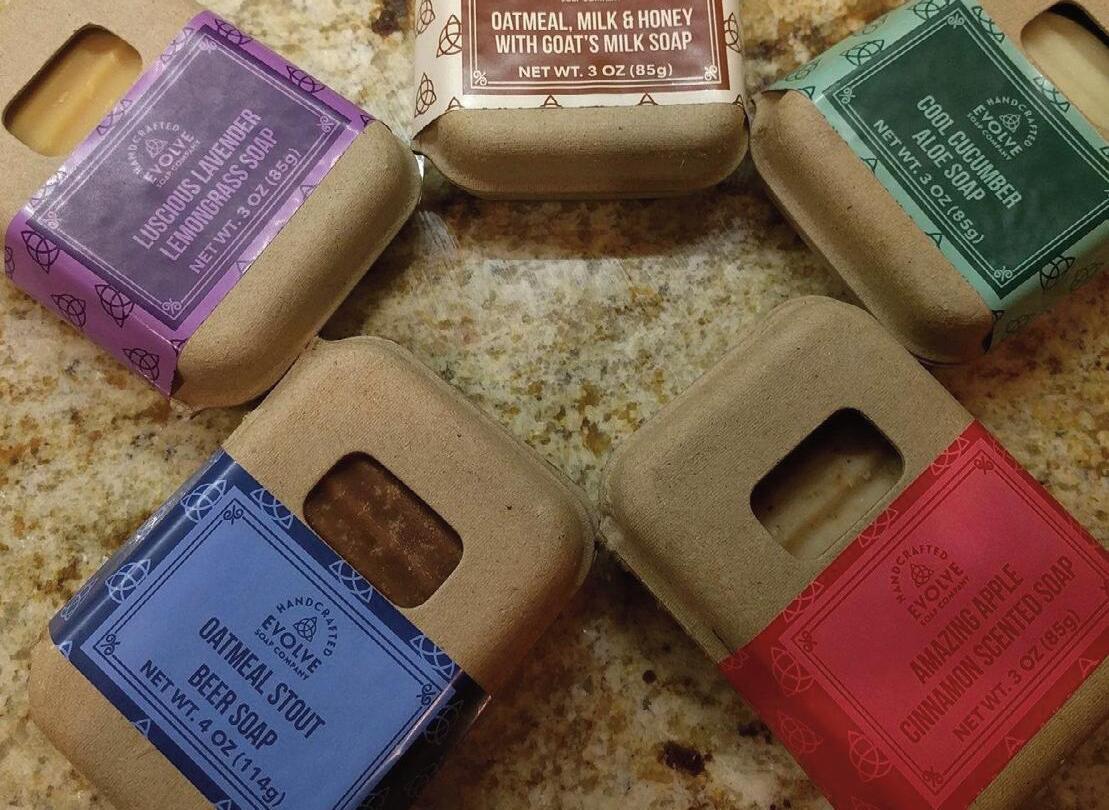 HANDCRAFTED
EVOLVE
SOAP COMPANY
LUSCIOUS LAVENDER
LEMONGRASS SOAP
NET WT. 3 OZ (85g)
OATMEAL, MILK & HONEY
WITH GOAT'S MILK SOAP
NET WT. 3 OZ (85g)
HANDCRAFTED
EVOLVE
SOAP COMPANY
COOL CUCUMBER
ALOE SOAP
NET WT. 3 OZ (85g)
HANDCRAFTED
EVOLVE
SOAP COMPANY
OATMEAL STOUT
BEER SOAP
NET WT. 4 OZ (114g)
HANDCRAFTED
EVOLVE
SOAP COMPANY
AMAZING APPLE
CINNAMON SCENTED SOAP
NET WT. 3 OZ (85g)